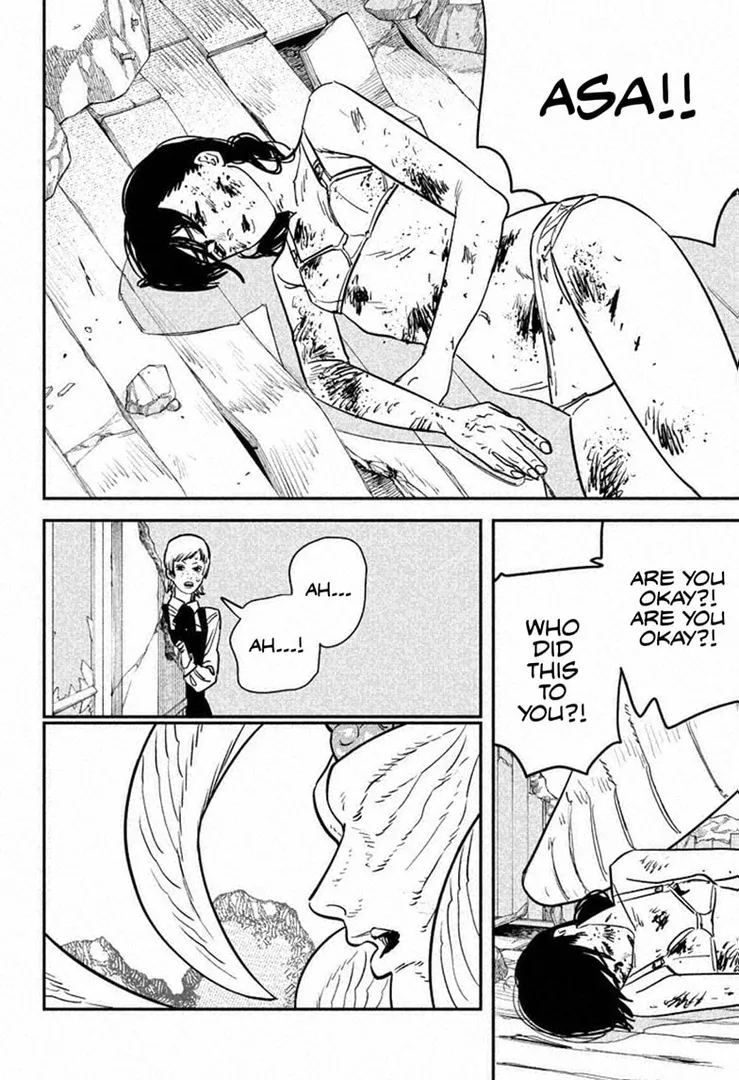 ASA!!
ARE YOU
OKAY?!
ARE YOU
OKAY?!
WHO
DID
THIS
TO
YOU?!
AH...
AH...!